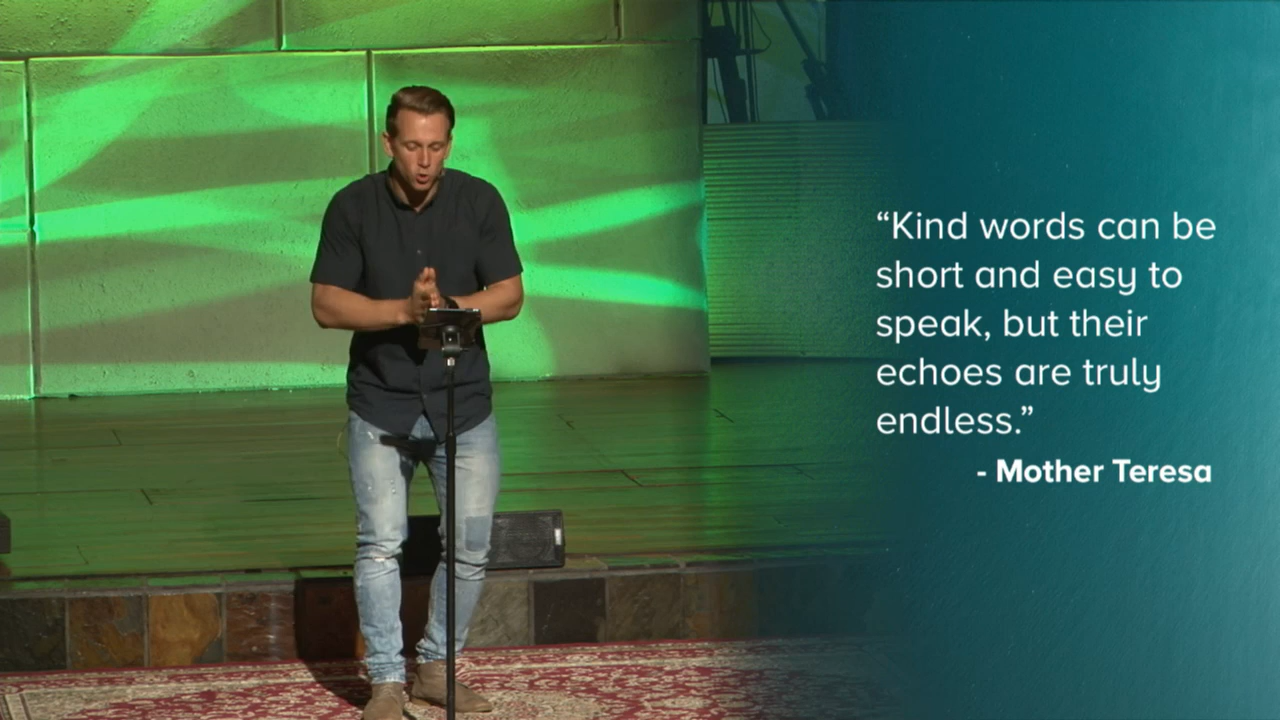 “Kind words can be
short and easy to
speak, but their
echoes are truly
endless.”
- Mother Teresa